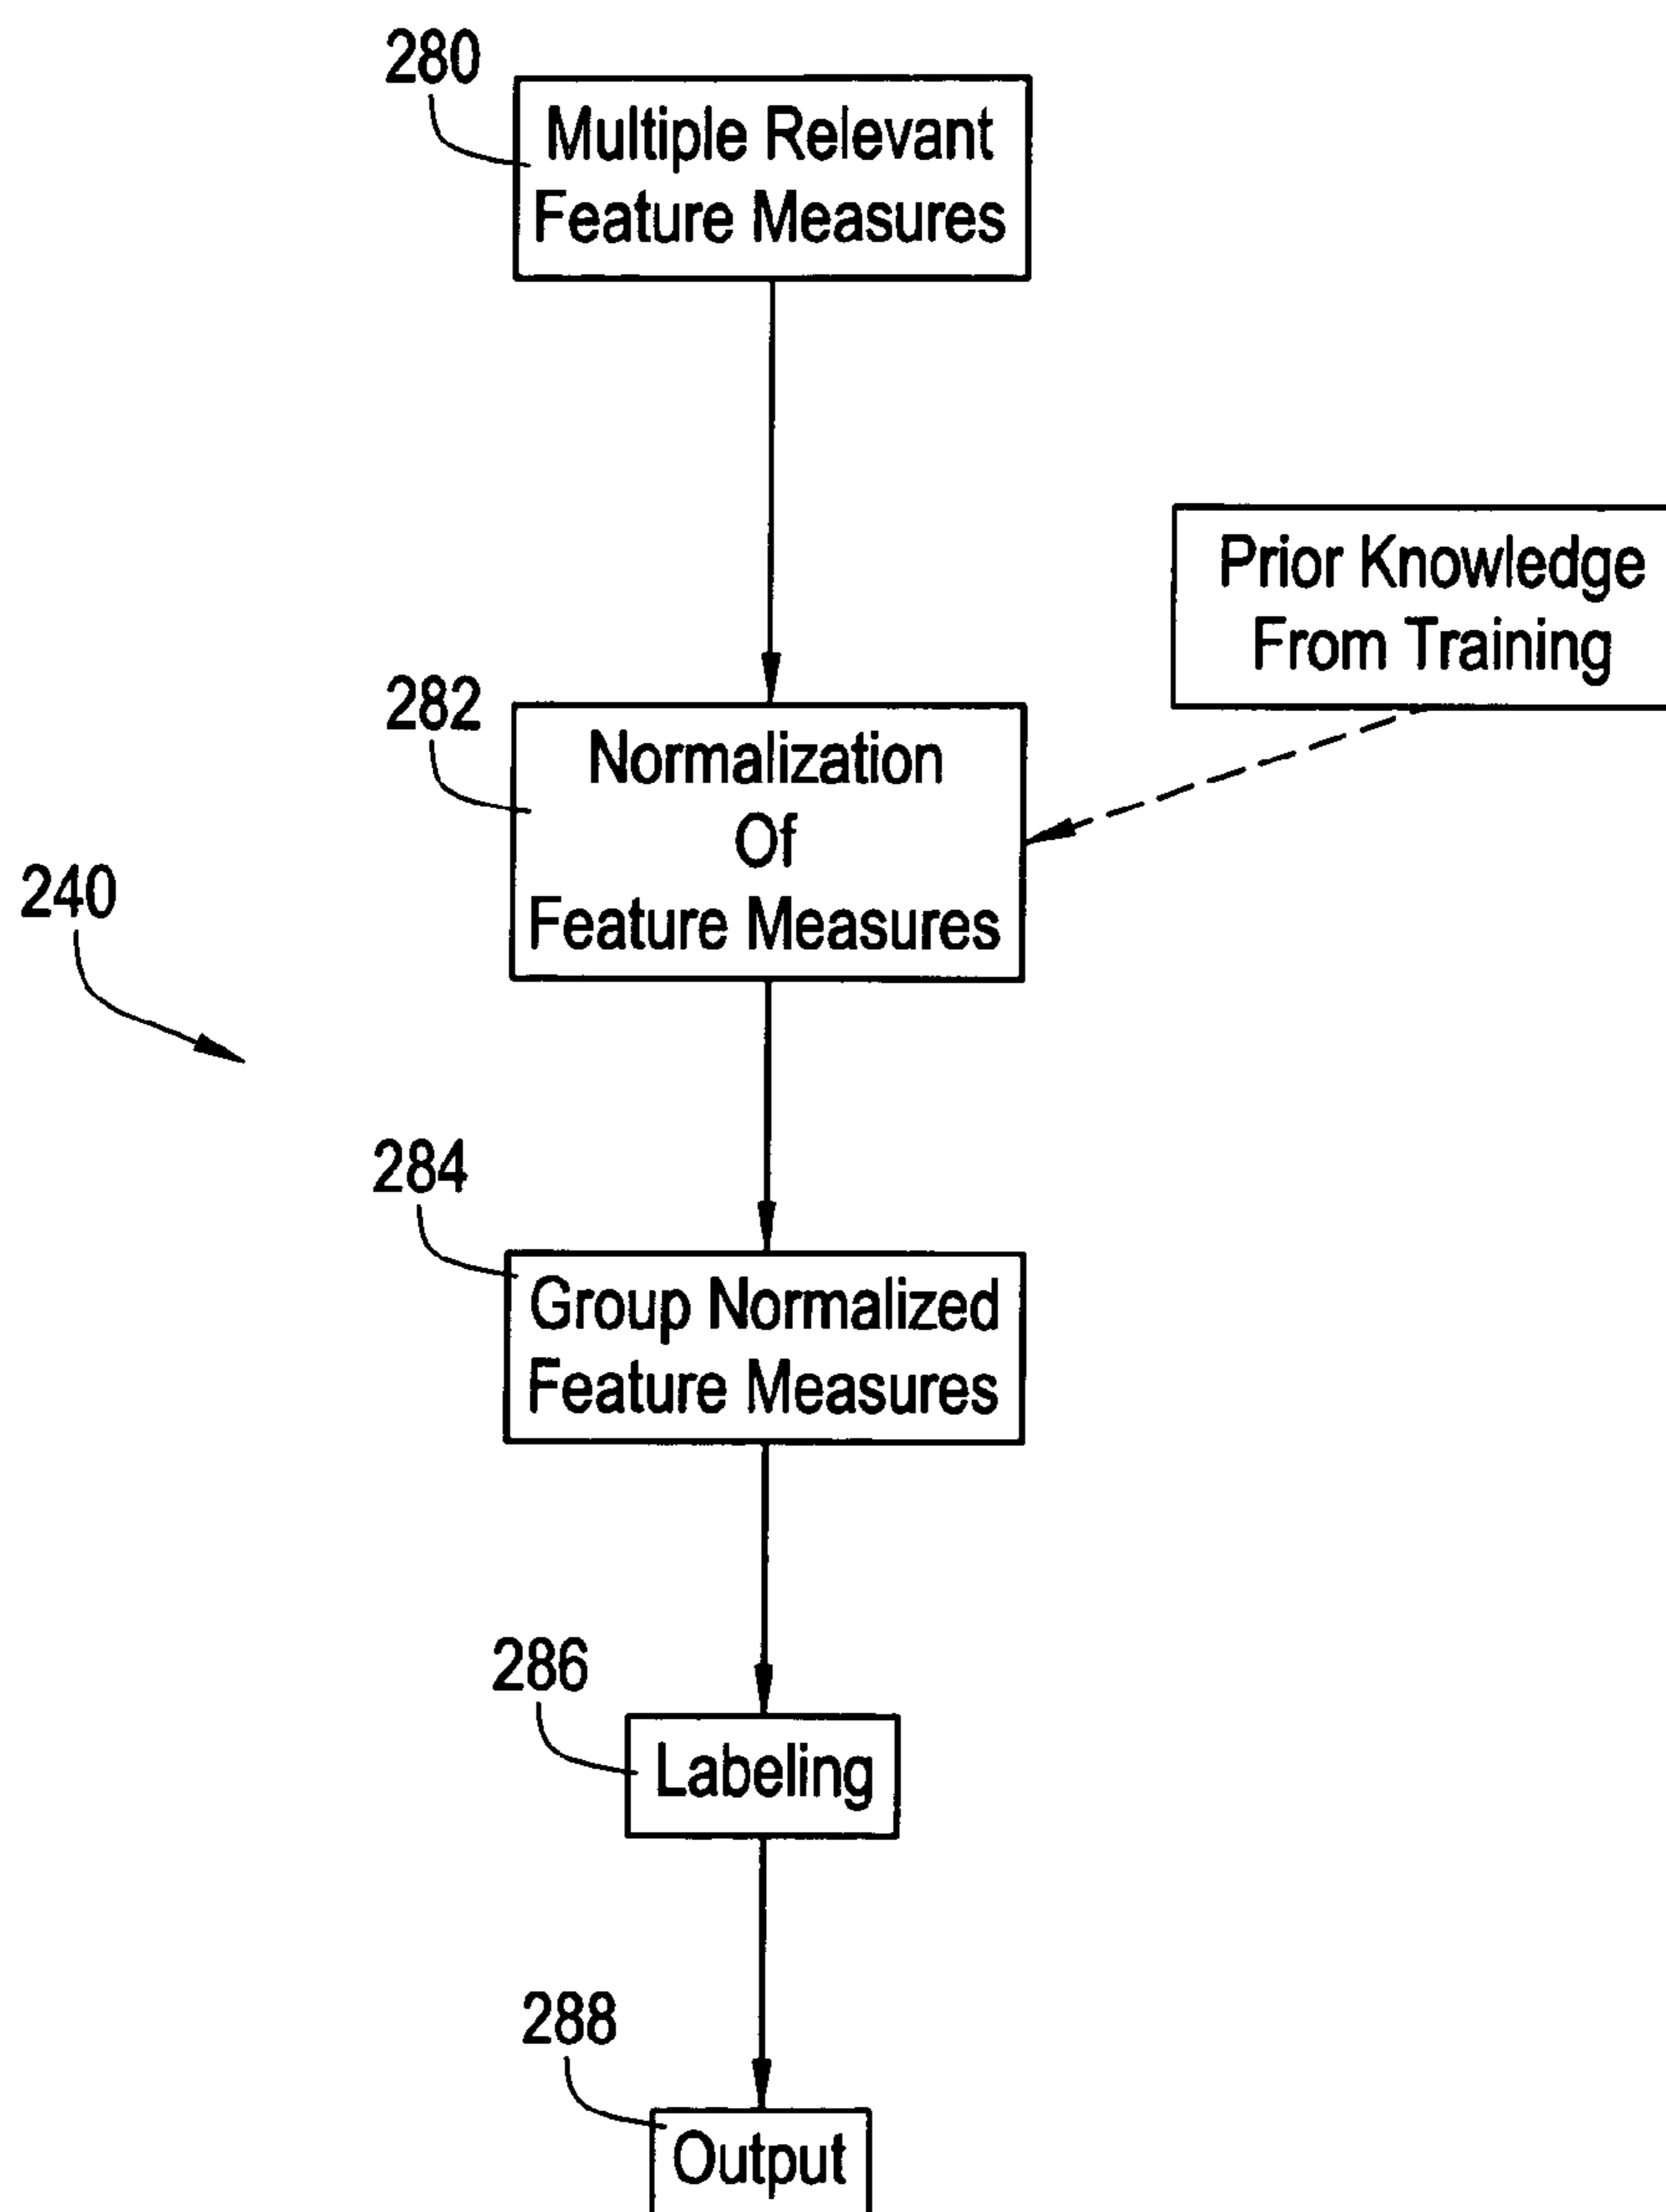 280
Multiple Relevant
Feature Measures
Prior Knowledge
From Training
282
Normalization
Of
Feature Measures
240
284
Group Normalized
Feature Measures
286
Labeling
288
Output